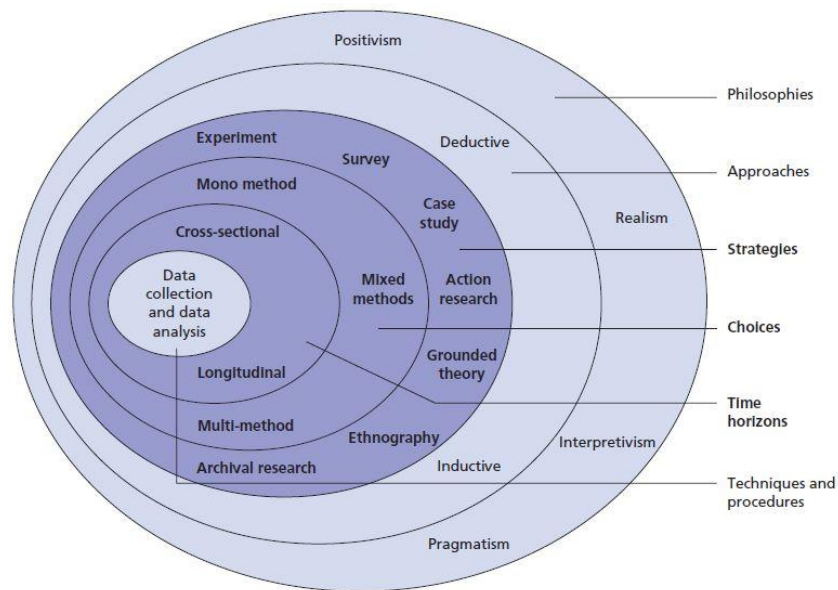 Positivism
Philosophies
Experiment
Deductive
Survey
Approaches
Mono method
Case
study
Realism
Cross-sectional
Strategies
Data
collection
and data
analysis
Mixed
methods
Action
research
Choices
Grounded
theory
Longitudinal
Time
horizons
Multi-method
Ethnography
Interpretivism
Archival research
Inductive
Techniques and
procedures
Pragmatism